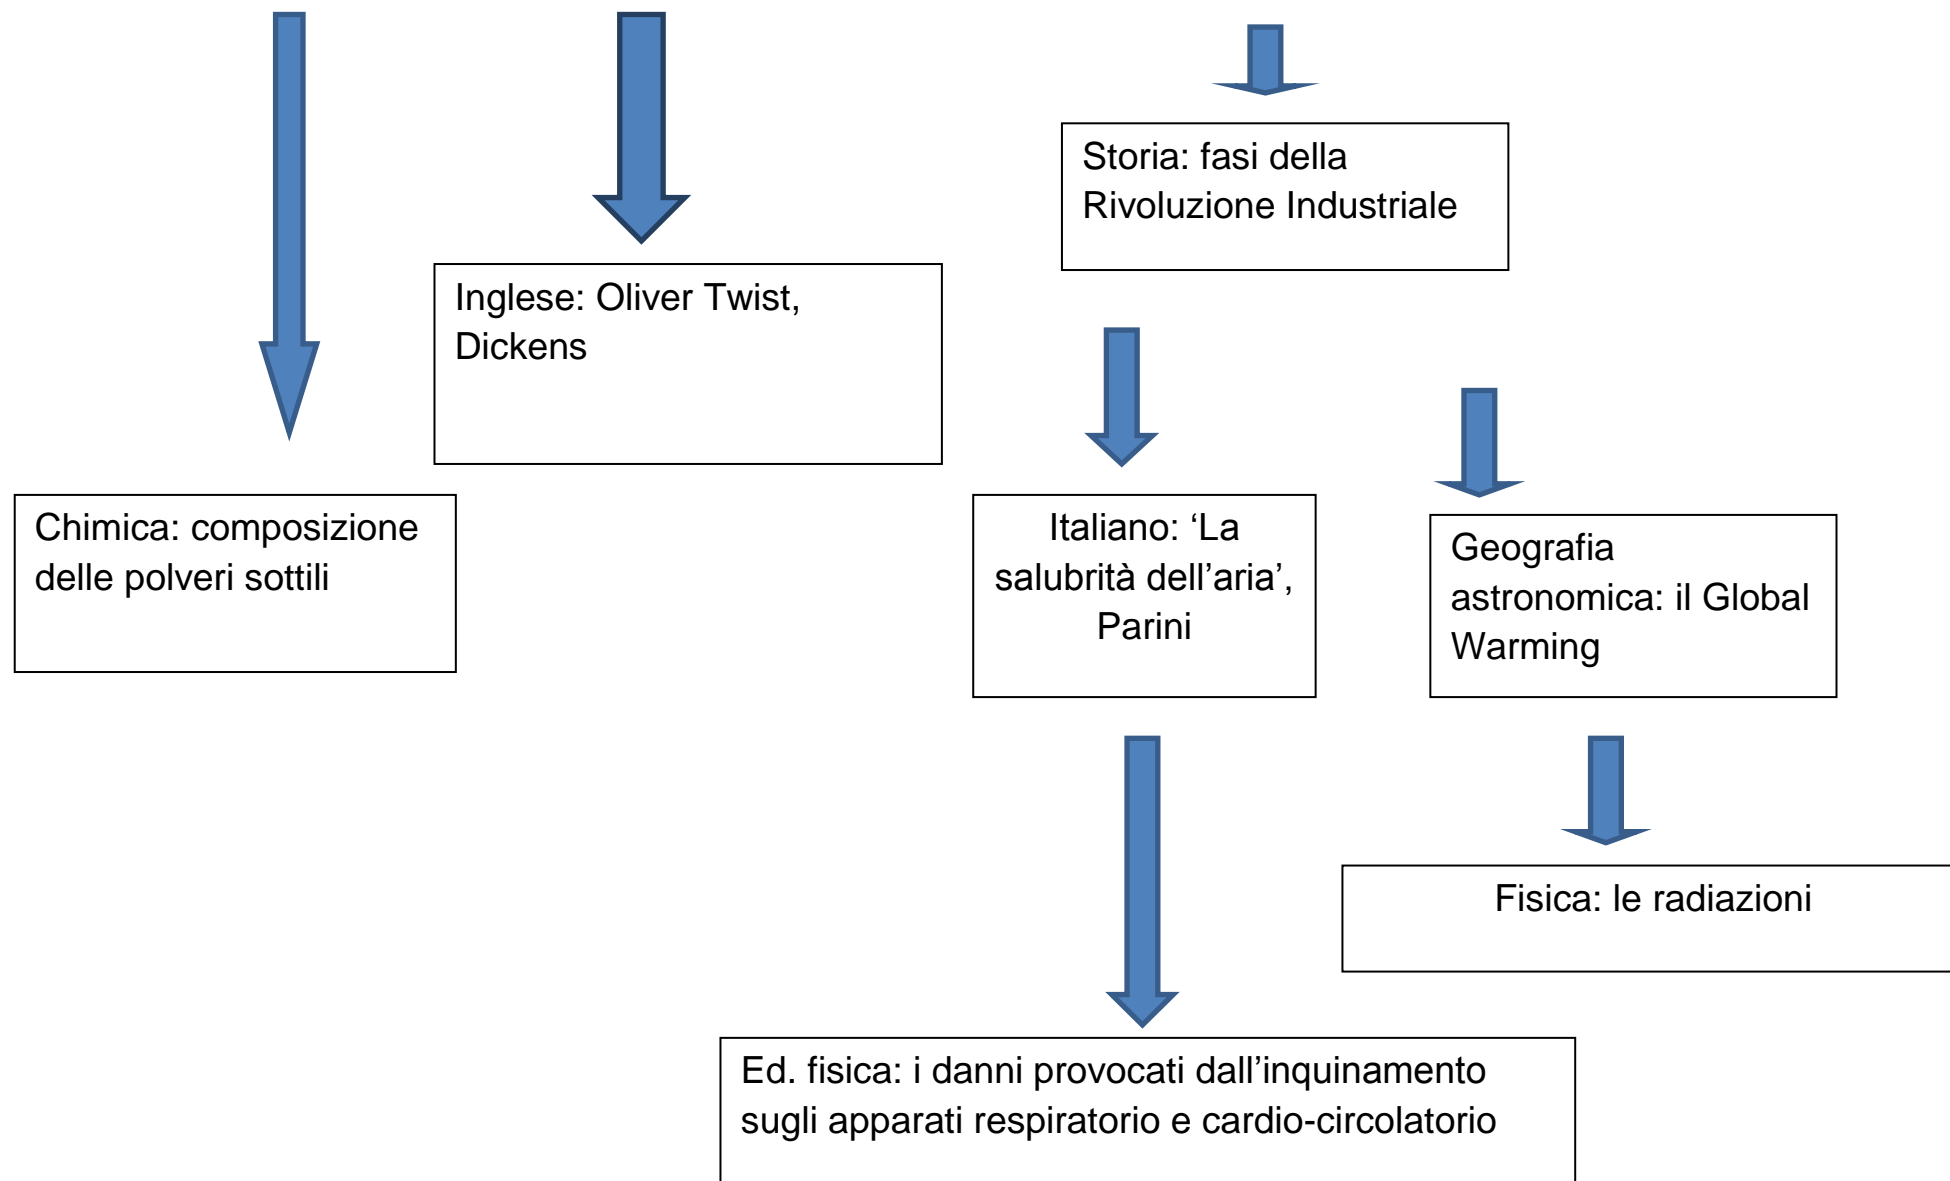 Storia: fasi della
Rivoluzione Industriale
Inglese: Oliver Twist,
Dickens
Chimica: composizione
delle polveri sottili
Italiano: ‘La
salubrità dell’aria’,
Parini
Geografia
astronomica: il Global
Warming
Fisica: le radiazioni
Ed. fisica: i danni provocati dall’inquinamento
sugli apparati respiratorio e cardio-circolatorio